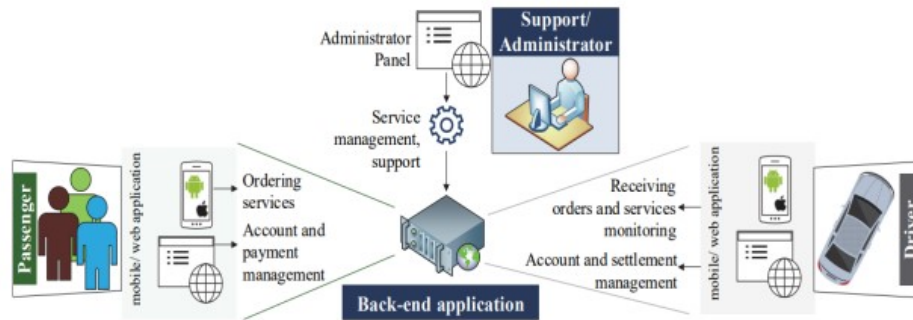 Support/
Administrator
Administrator
Panel
Service
management,
support
Passenger
mobile/ web application
Ordering
services
Account and
payment
management
Back-end application
Receiving
orders and services
monitoring
Account and settlement
management
mobile/ web application
Driver